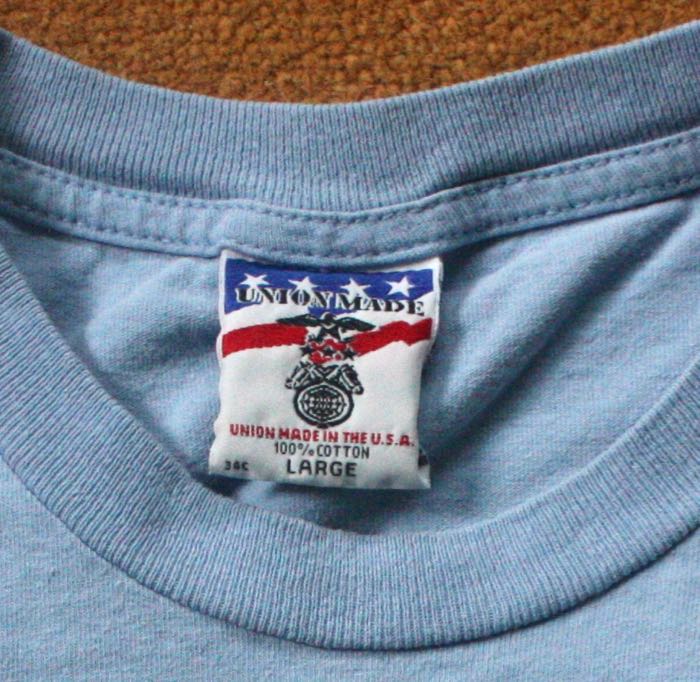 UNION MADE
UNION MADE IN THE U.S.A.
100% COTTON
LARGE